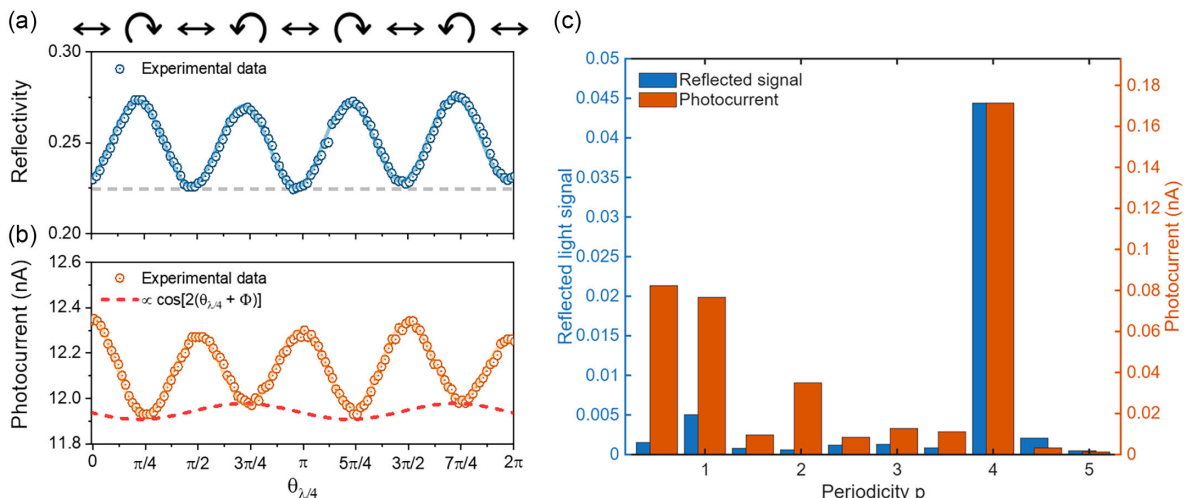 (a)
0.30
0.25
0.20
Reflectivity
Experimental data
(b)
12.6
12.4
12.2
12.0
11.8
Photocurrent (nA)
Experimental data
∝ cos[2(θλ/4 + Φ)]
0 π/4 π/2 3π/4 π 5π/4 3π/2 7π/4 2π
θλ/4
(c)
Reflected signal
Photocurrent
0.05
0.045
0.04
0.035
0.03
0.025
0.02
0.015
0.01
0.005
0
Reflected light signal
0.18
0.16
0.14
0.12
0.1
0.08
0.06
0.04
0.02
0
Photocurrent (nA)
1 2 3 4 5
Periodicity p